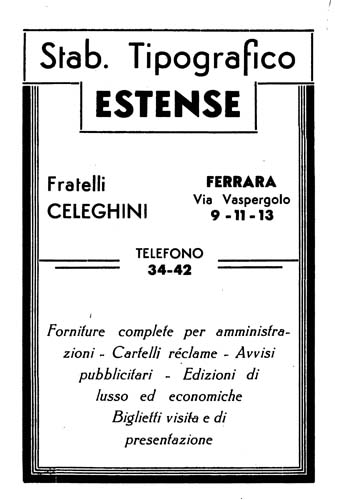 Stab. Tipografico
ESTENSE
Fratelli
CELEGHINI
FERRARA
Via Vaspergolo
9 - 11 - 13
TELEFONO
34-42
Forniture complete per amministra-
zioni - Cartelli réclame - Avvisi
pubblicitari - Edizioni di
lusso ed economiche
Biglietti visita e di
presentazione